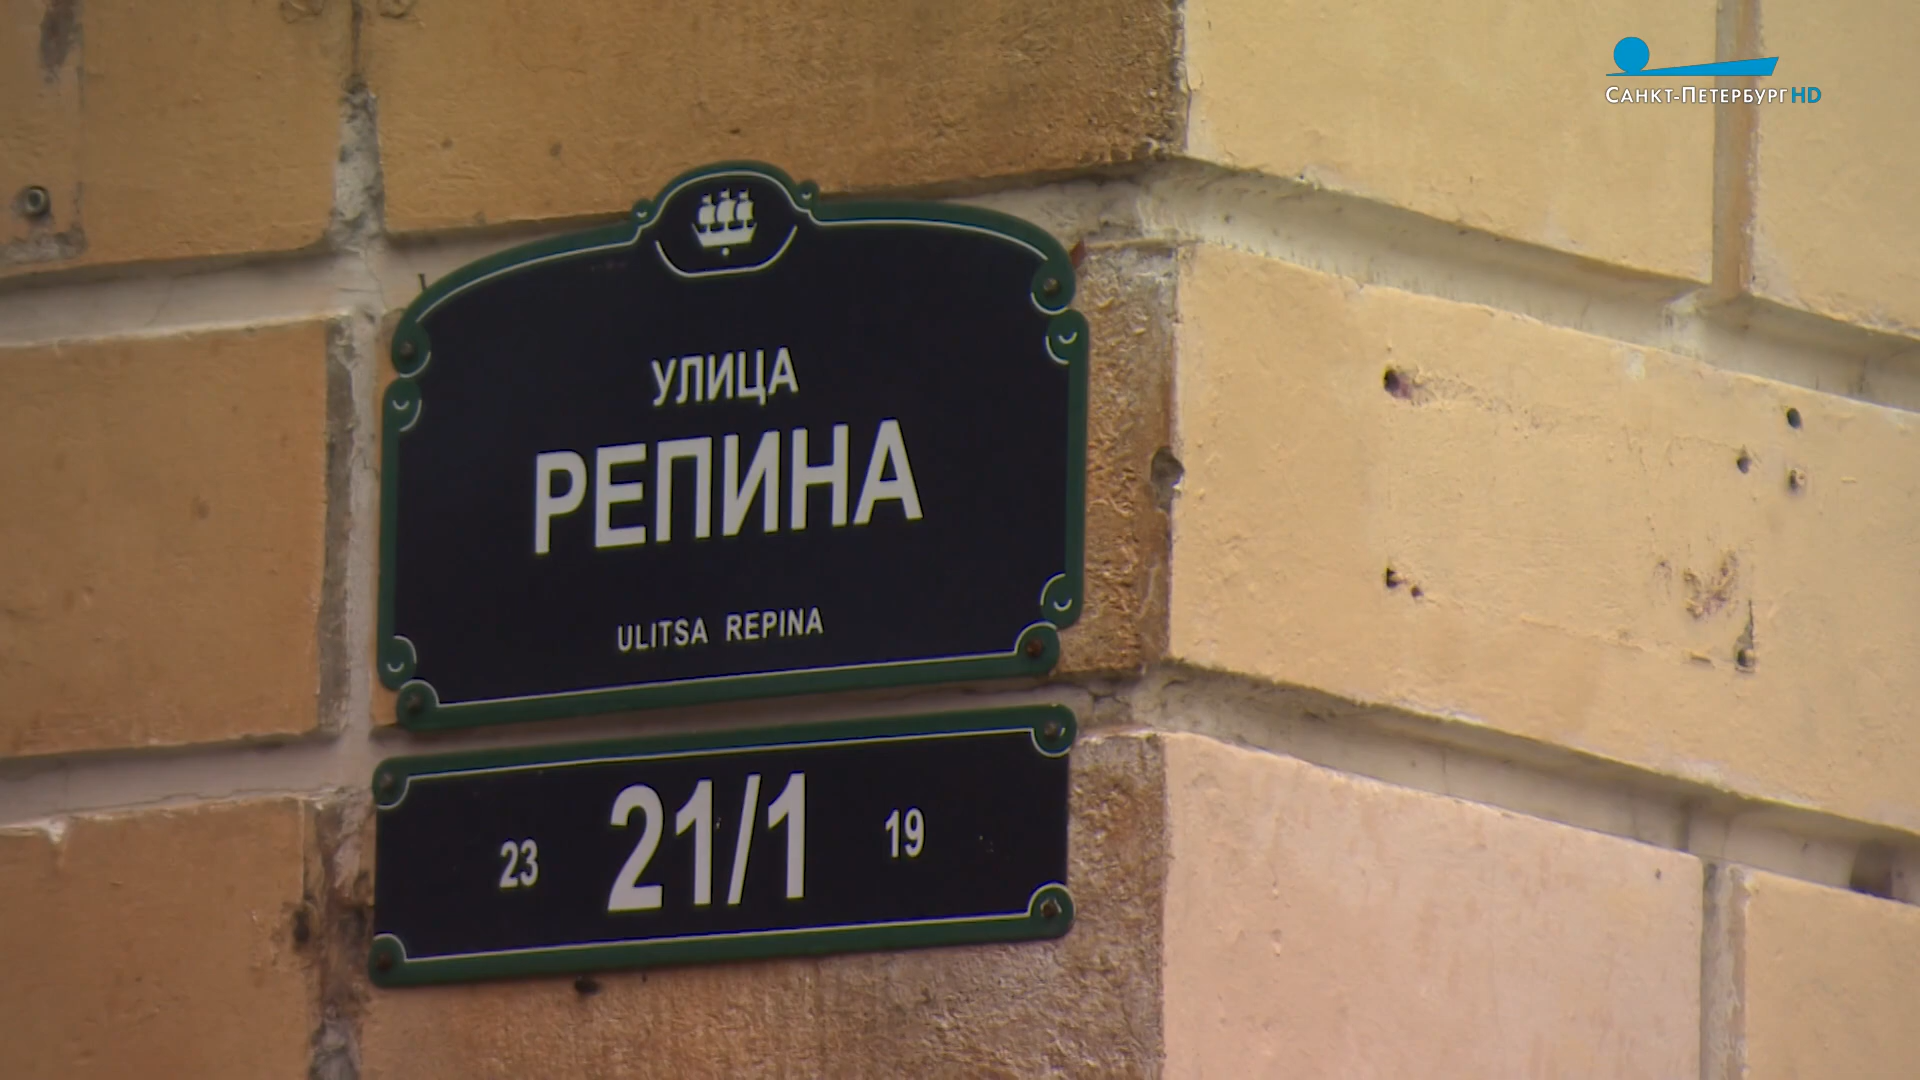 Санкт-Петербург HD
УЛИЦА
РЕПИНА
ULITSA REPINA
23 21/1 19